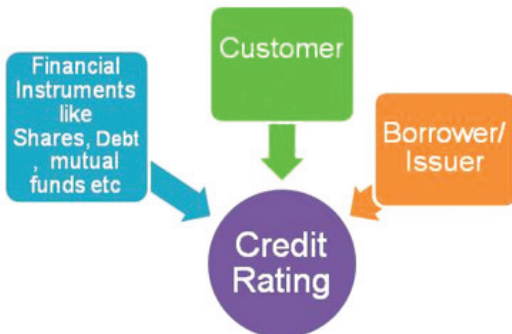 Financial
Instruments
like
Shares, Debt
, mutual
funds etc
Customer
Borrower/
Issuer
Credit
Rating